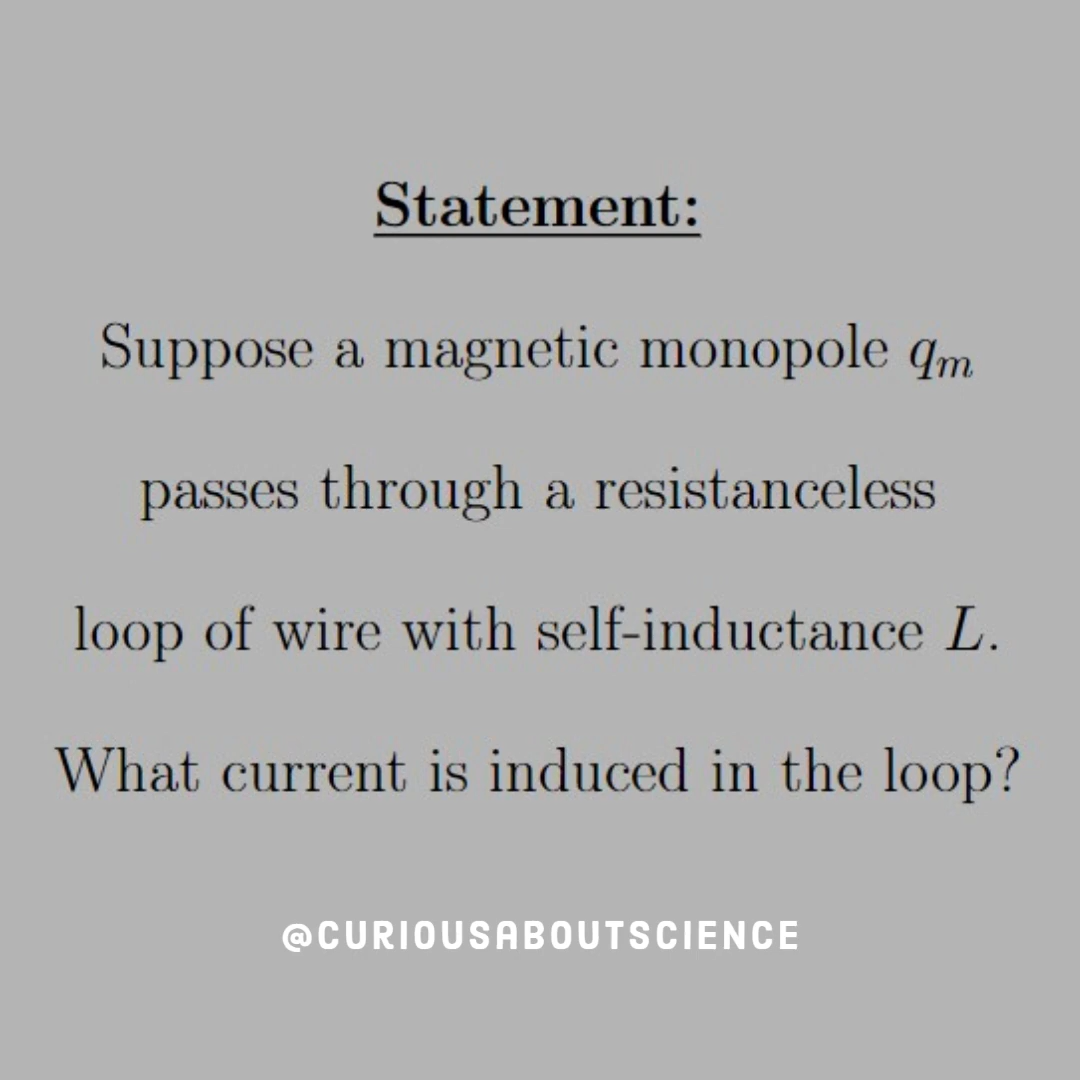 Statement:
Suppose a magnetic monopole qₘ
passes through a resistanceless
loop of wire with self-inductance L.
What current is induced in the loop?
@CURIOUSABOUTSCIENCE